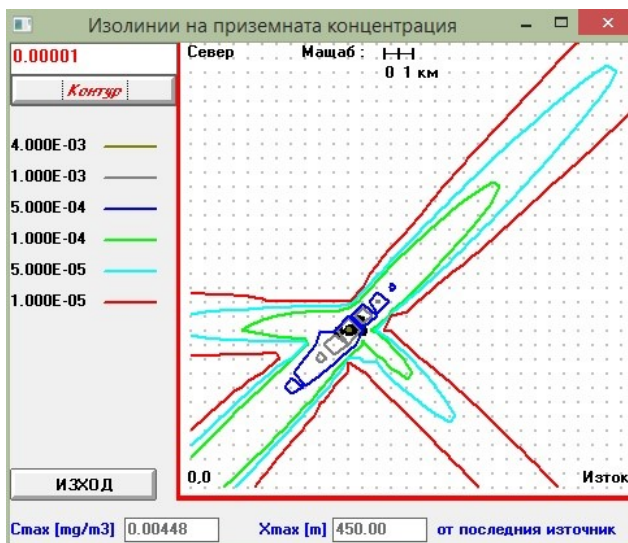 Изолинии на приземната концентрация
0.00001
Контур
4.000E-03
1.000E-03
5.000E-04
1.000E-04
5.000E-05
1.000E-05
ИЗХОД
Север Мащаб :
0 1 км
0,0 Изток
Cmax [mg/m3] 0.00448 Xmax [m] 450.00 от последния източник